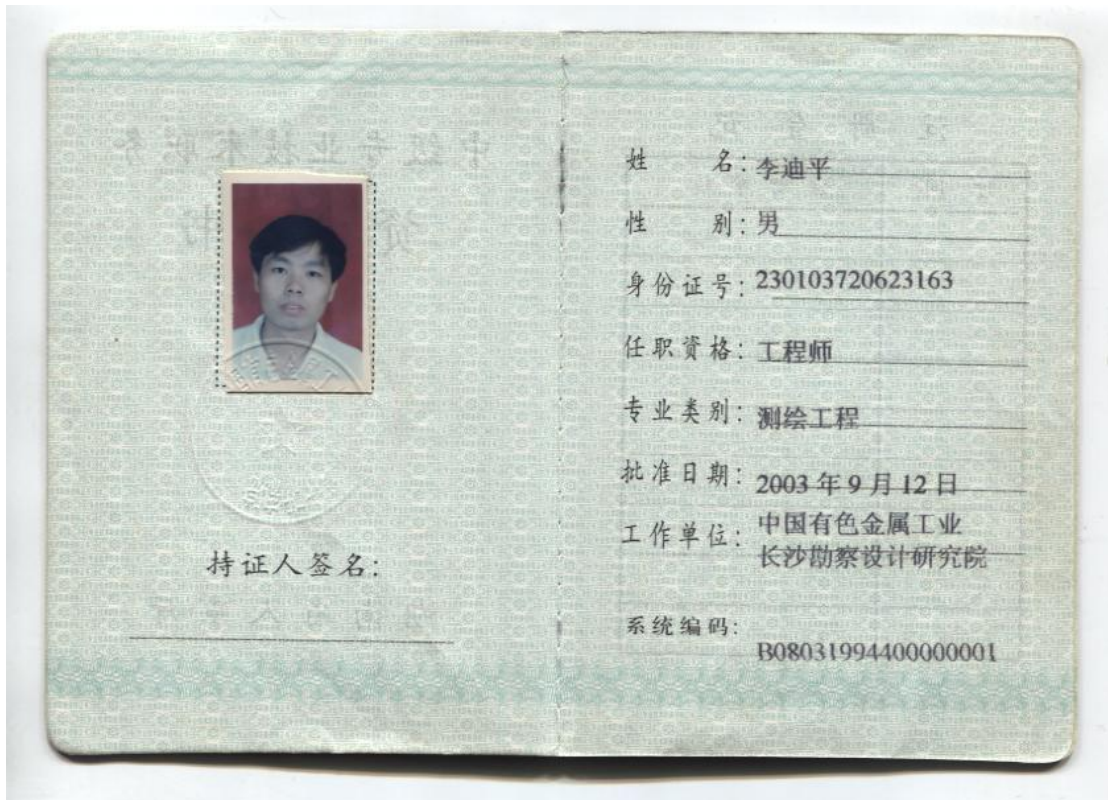 持证人签名:
姓 名: 李迪平
性 别: 男
身份证号: 230103720623163
任职资格: 工程师
专业类别: 测绘工程
批准日期: 2003 年 9 月 12 日
工作单位: 中国有色金属工业
长沙勘察设计研究院
系统编码:
B08031994400000001